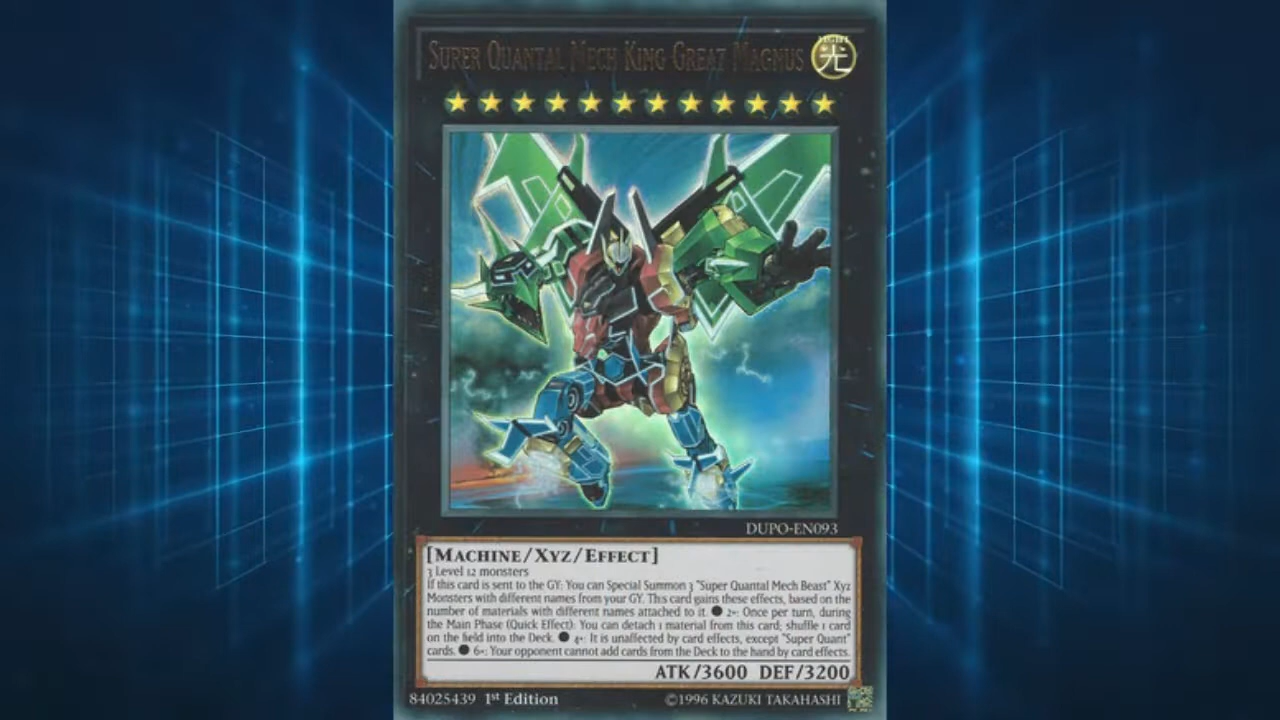 SUPER QUANTAL MECH KING GREAT MAGNUS
LIGHT
光
DUPO-EN093
[MACHINE/XYZ/EFFECT]
3 Level 12 monsters
If this card is sent to the GY: You can Special Summon 3 "Super Quantal Mech Beast" Xyz
Monsters with different names from your GY. This card gains these effects, based on the
number of materials with different names attached to it. ● 2+: Once per turn, during
the Main Phase (Quick Effect): You can detach 1 material from this card; shuffle 1 card
on the field into the Deck. ● 4+: It is unaffected by card effects, except "Super Quant"
cards. ● 6+: Your opponent cannot add cards from the Deck to the hand by card effects.
ATK/3600 DEF/3200
84025439 1st Edition ©1996 KAZUKI TAKAHASHI